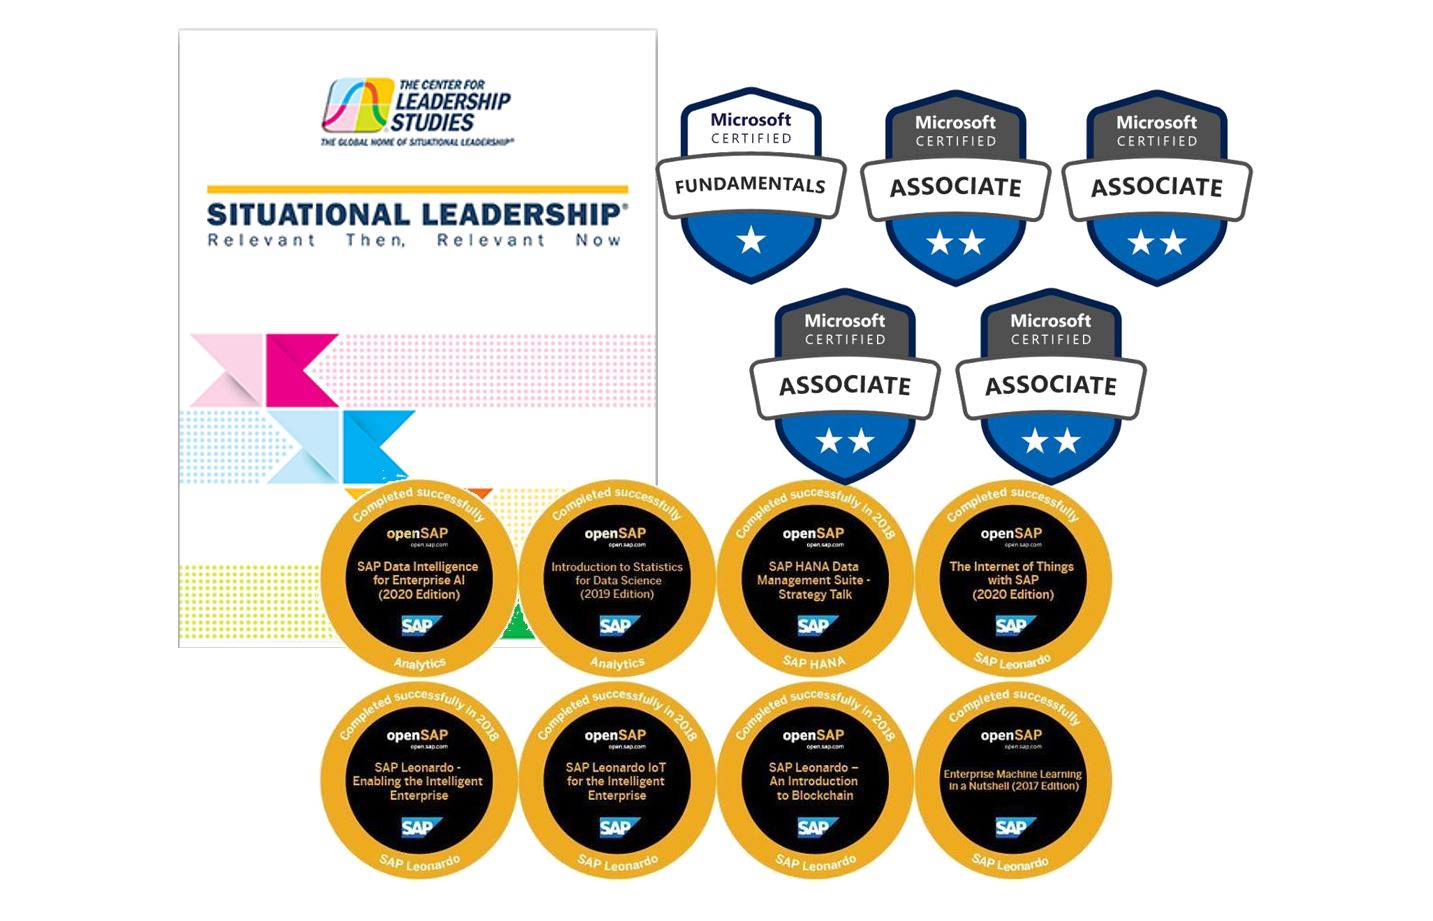 THE CENTER FOR
LEADERSHIP
STUDIES
THE GLOBAL HOME OF SITUATIONAL LEADERSHIP®
SITUATIONAL LEADERSHIP®
Relevant Then, Relevant Now
Microsoft
CERTIFIED
FUNDAMENTALS
Microsoft
CERTIFIED
ASSOCIATE
Microsoft
CERTIFIED
ASSOCIATE
Microsoft
CERTIFIED
ASSOCIATE
Microsoft
CERTIFIED
ASSOCIATE
Completed successfully
openSAP
open.sap.com
SAP Data Intelligence
for Enterprise AI
(2020 Edition)
SAP
Analytics
Completed successfully
openSAP
open.sap.com
Introduction to Statistics
for Data Science
(2019 Edition)
SAP
Analytics
Completed successfully in 2018
openSAP
open.sap.com
SAP HANA Data
Management Suite -
Strategy Talk
SAP
SAP HANA
Completed successfully
openSAP
open.sap.com
The Internet of Things
with SAP
(2020 Edition)
SAP
SAP Leonardo
Completed successfully in 2018
openSAP
open.sap.com
SAP Leonardo -
Enabling the Intelligent
Enterprise
SAP
SAP Leonardo
Completed successfully in 2018
openSAP
open.sap.com
SAP Leonardo IoT
for the Intelligent
Enterprise
SAP
SAP Leonardo
Completed successfully in 2018
openSAP
open.sap.com
SAP Leonardo –
An Introduction
to Blockchain
SAP
SAP Leonardo
Completed successfully
openSAP
open.sap.com
Enterprise Machine Learning
in a Nutshell (2017 Edition)
SAP
SAP Leonardo